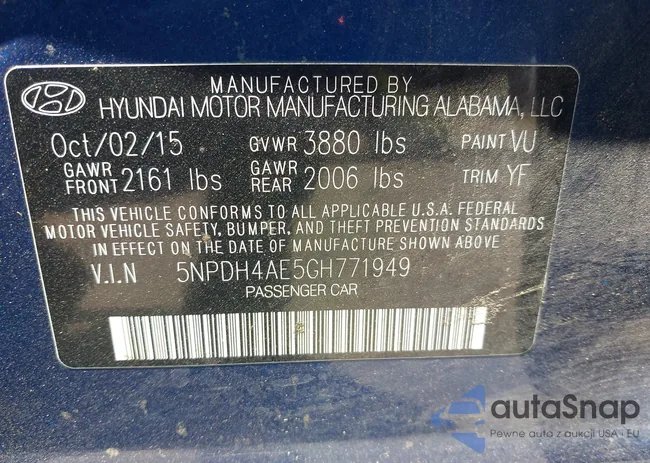 MANUFACTURED BY
HYUNDAI MOTOR MANUFACTURING ALABAMA, LLC
Oct/02/15 GVWR 3880 lbs PAINT VU
GAWR FRONT 2161 lbs GAWR REAR 2006 lbs TRIM YF
THIS VEHICLE CONFORMS TO ALL APPLICABLE U.S.A. FEDERAL
MOTOR VEHICLE SAFETY, BUMPER, AND THEFT PREVENTION
STANDARDS IN EFFECT ON THE DATE OF MANUFACTURE SHOWN ABOVE.
V.I.N 5NPDH4AE5GH771949
PASSENGER CAR
autaSnap
Pewne auto z aukcji USA i EU